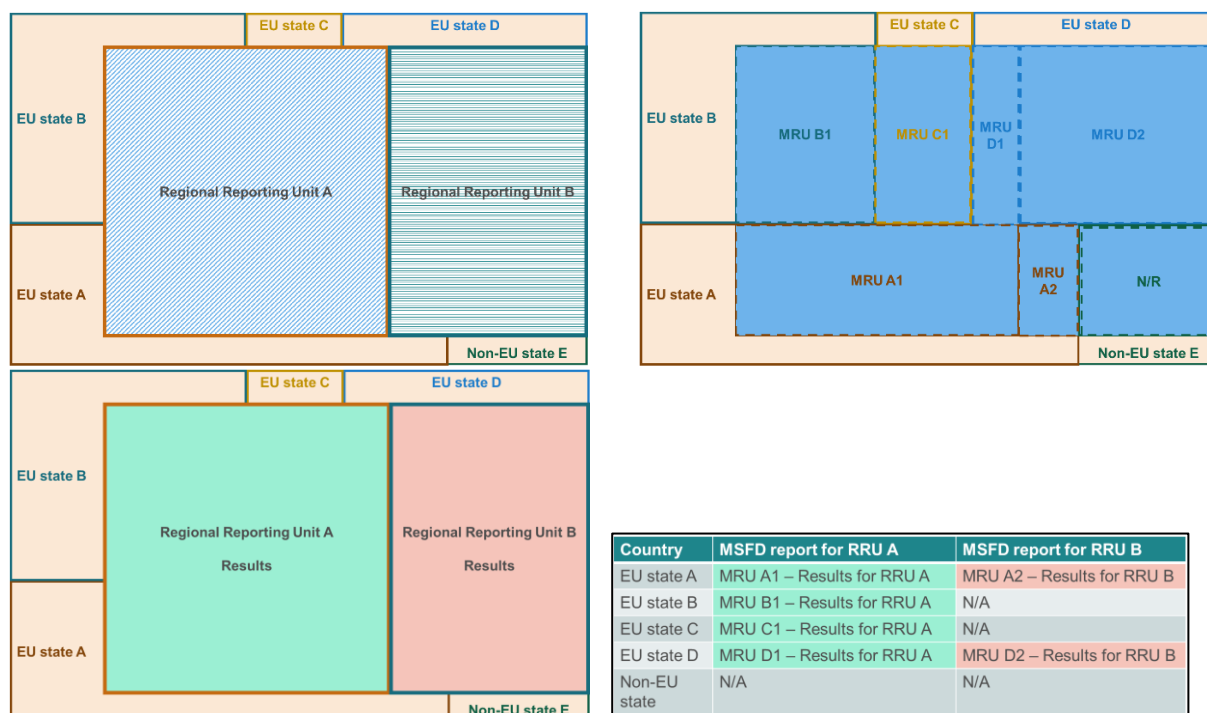 EU state C
EU state D
EU state B
Regional Reporting Unit A
Regional Reporting Unit B
EU state A
Non-EU state E
EU state C
EU state D
EU state B
MRU B1
MRU C1
MRU
D1
MRU D2
EU state A
MRU A1
MRU
A2
N/R
Non-EU state E
EU state C
EU state D
EU state B
Regional Reporting Unit A
Results
Regional Reporting Unit B
Results
EU state A
Non-EU state E
Country MSFD report for RRU A MSFD report for RRU B
EU state A MRU A1 – Results for RRU A MRU A2 – Results for RRU B
EU state B MRU B1 – Results for RRU A N/A
EU state C MRU C1 – Results for RRU A N/A
EU state D MRU D1 – Results for RRU A MRU D2 – Results for RRU B
Non-EU N/A N/A
state